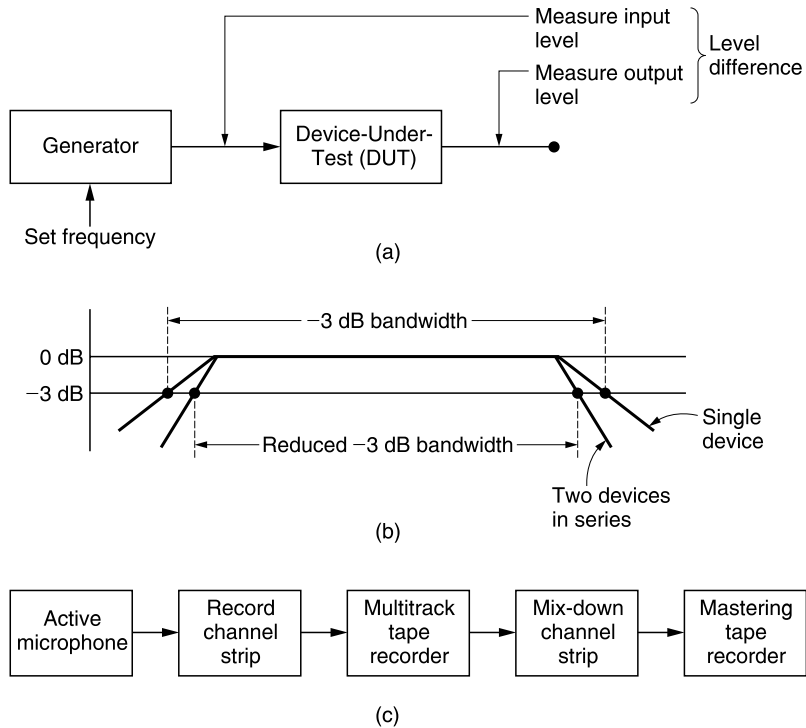 Measure input
level
Measure output
level
Level
difference
Generator
Device-Under-
Test (DUT)
Set frequency
(a)
−3 dB bandwidth
0 dB
−3 dB
Reduced −3 dB bandwidth
Single
device
Two devices
in series
(b)
Active
microphone
Record
channel
strip
Multitrack
tape
recorder
Mix-down
channel
strip
Mastering
tape
recorder
(c)